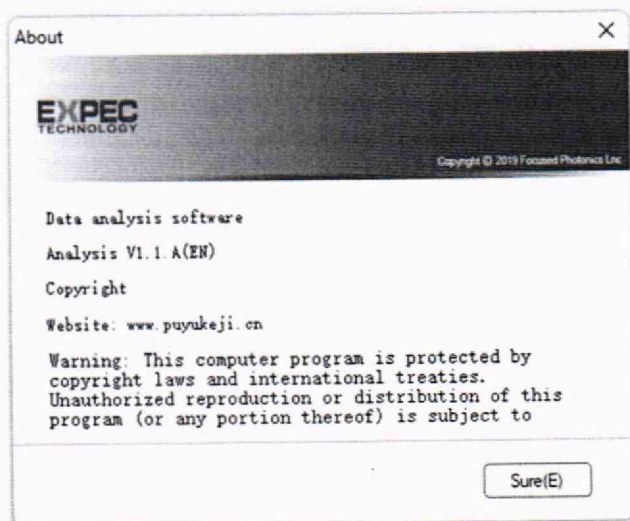 About
EXPEC
TECHNOLOGY
Copyright © 2019 Focused Photonics Lnc
Data analysis software
Analysis V1.1.A(EN)
Copyright
Website: www.puyukeji.cn
Warning: This computer program is protected by
copyright laws and international treaties.
Unauthorized reproduction or distribution of this
program (or any portion thereof) is subject to
Sure(E)